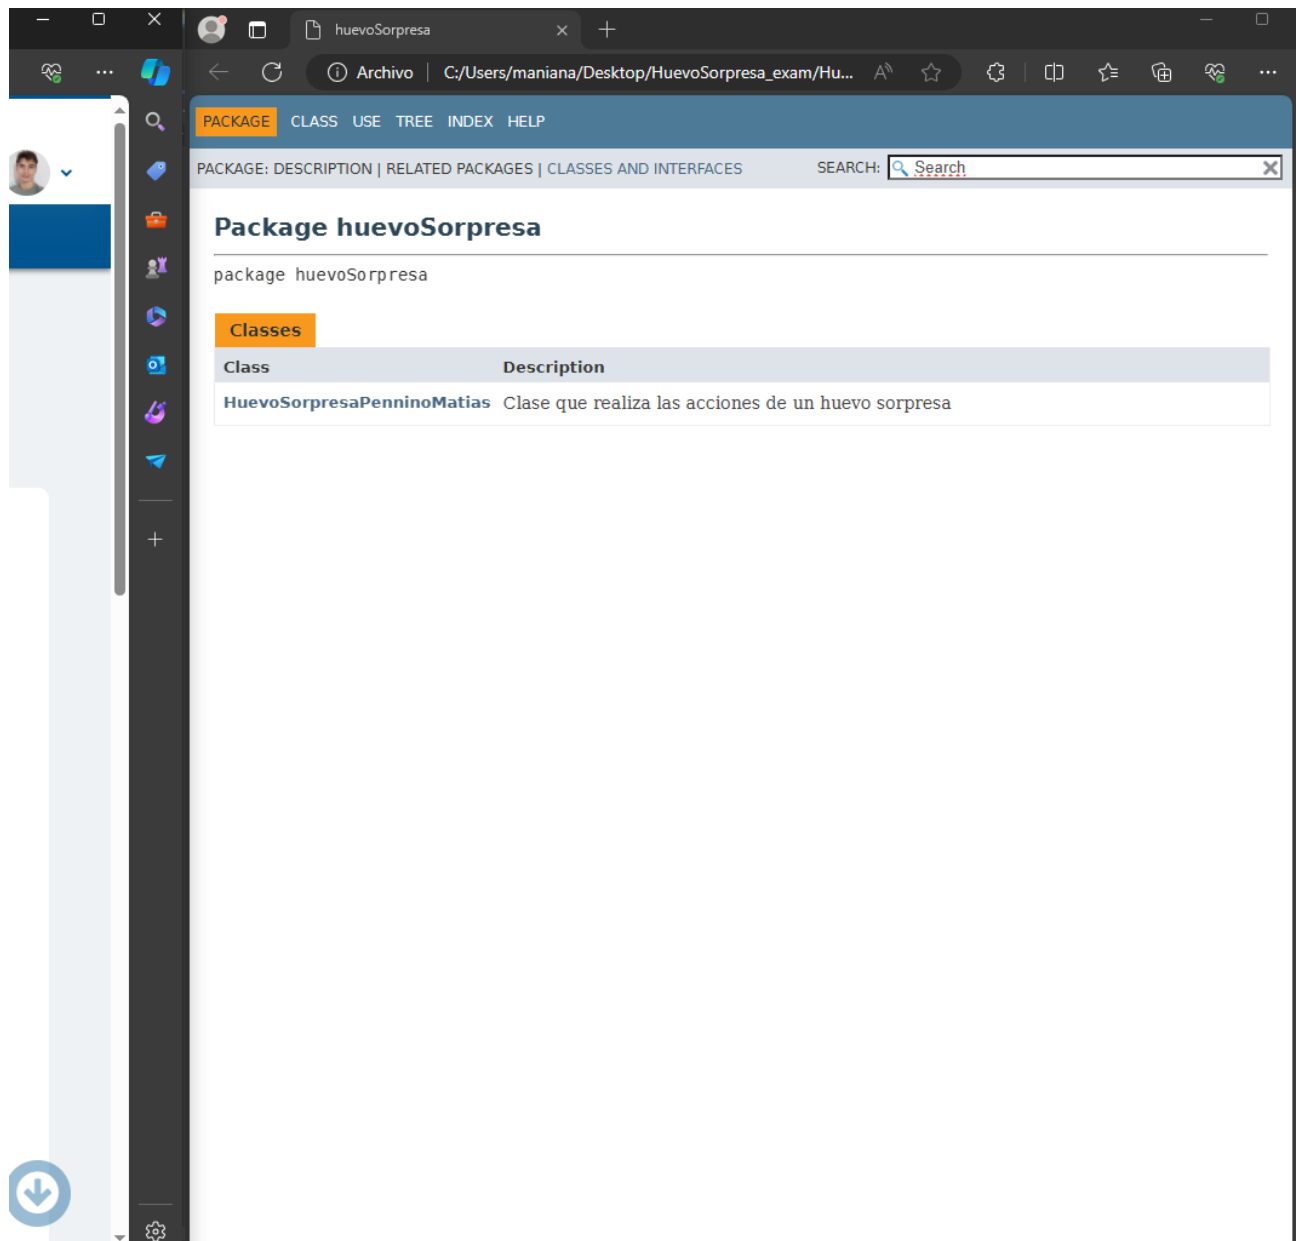 huevoSorpresa
Archivo C:/Users/maniana/Desktop/HuevoSorpresa_exam/Hu...
PACKAGE CLASS USE TREE INDEX HELP
PACKAGE: DESCRIPTION | RELATED PACKAGES | CLASSES AND INTERFACES SEARCH: Search
Package huevoSorpresa
package huevoSorpresa
Classes
Class Description
HuevoSorpresaPenninoMatias Clase que realiza las acciones de un huevo sorpresa